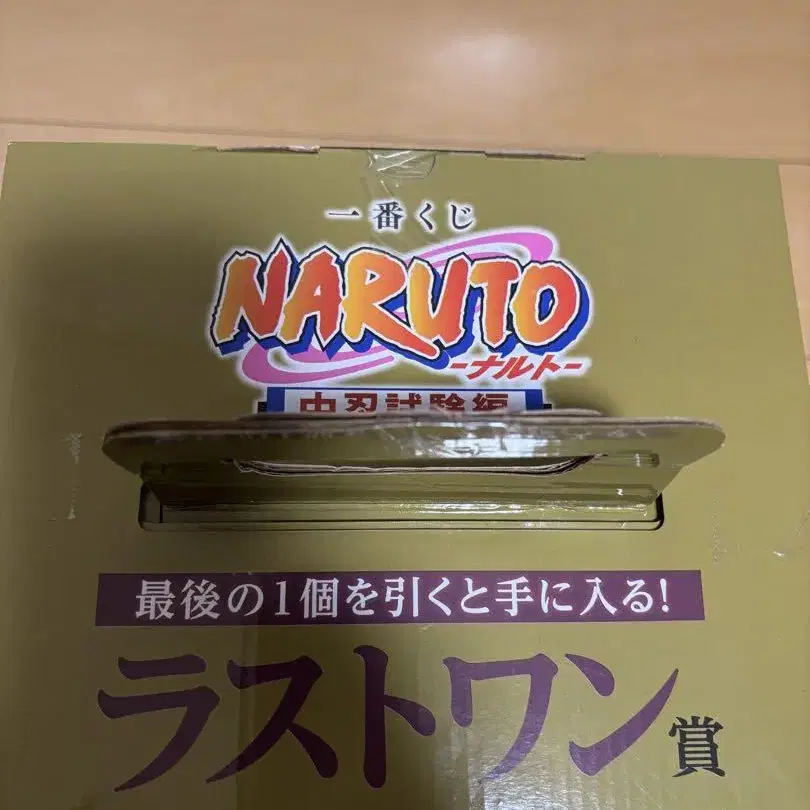 一番くじ
NARUTO
-ナルト-
中忍試験編
最後の1個を引くと手に入る!
ラストワン賞